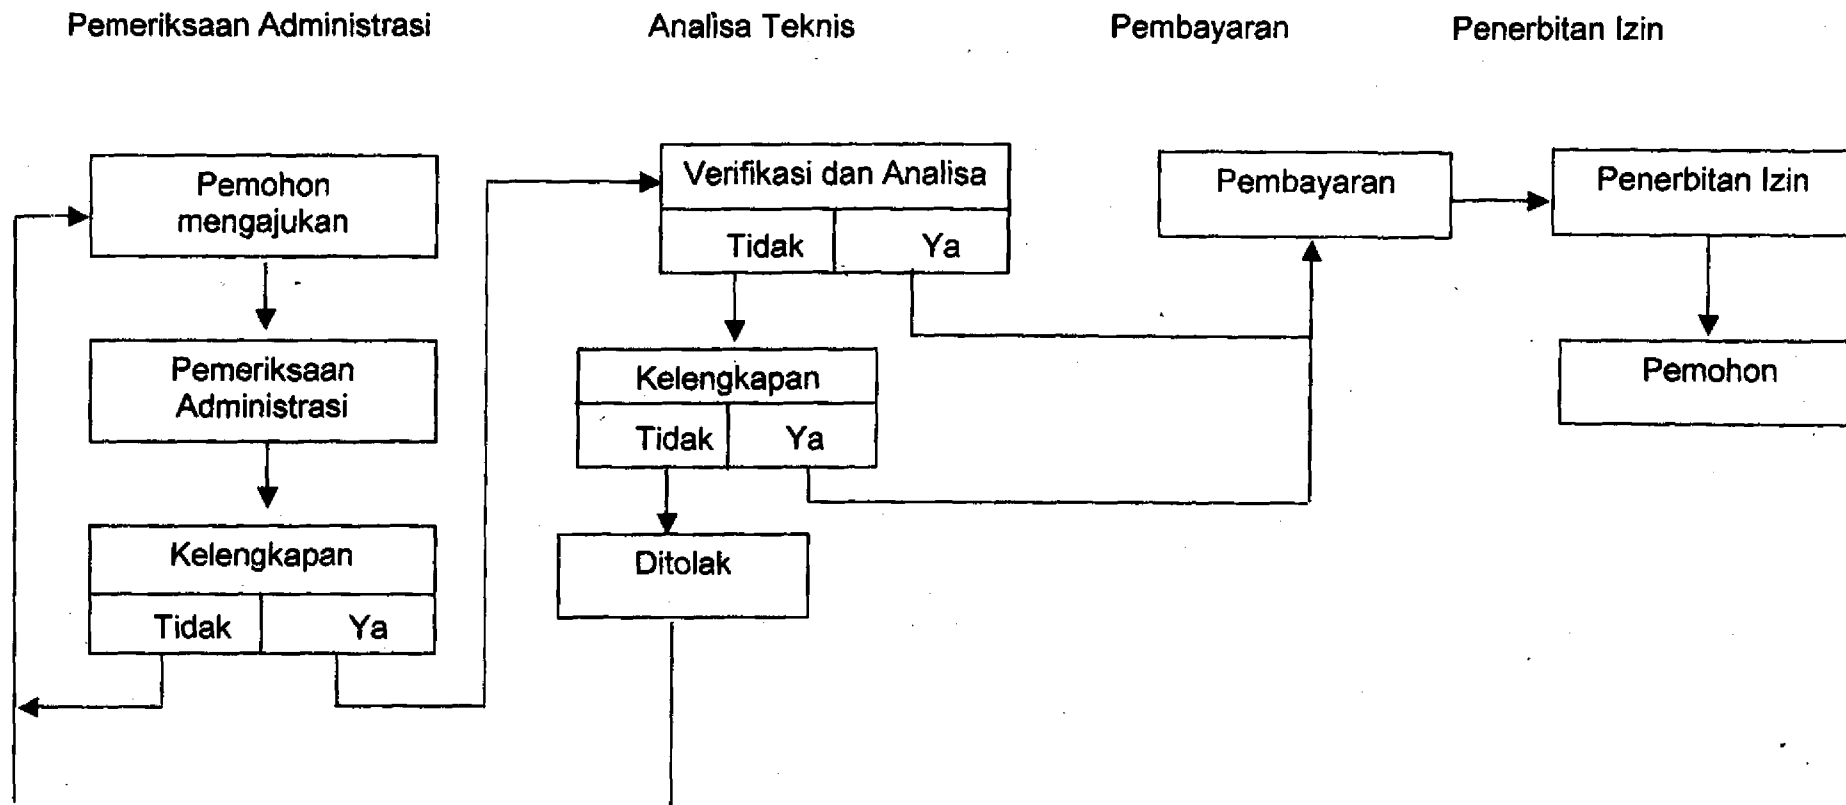 Pemeriksaan Administrasi
Analisa Teknis
Pembayaran
Penerbitan Izin
Pemohon
mengajukan
Pemeriksaan
Administrasi
Kelengkapan
Tidak
Ya
Verifikasi dan Analisa
Tidak
Ya
Kelengkapan
Tidak
Ya
Ditolak
Pembayaran
Penerbitan Izin
Pemohon